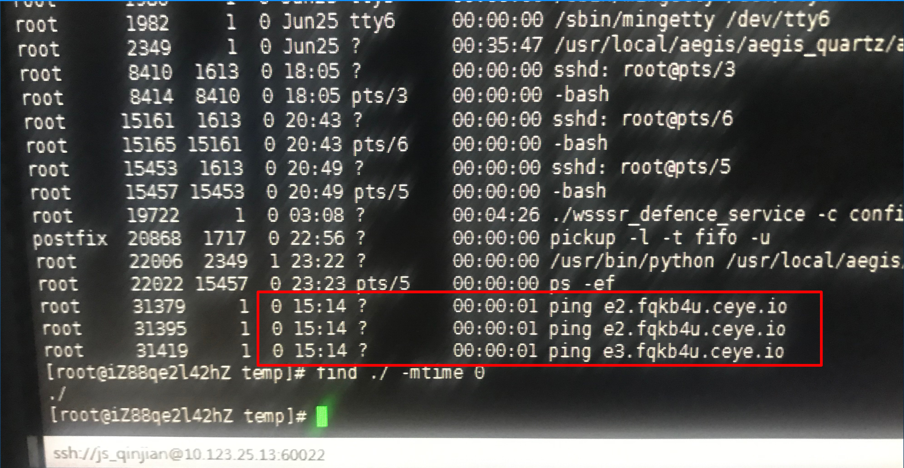 root 1982 1 0 Jun25 tty6 00:00:00 /sbin/mingetty /dev/tty6
root 2349 1 0 Jun25 ? 00:35:47 /usr/local/aegis/aegis_quartz/a
root 8410 1613 0 18:05 ? 00:00:00 sshd: root@pts/3
root 8414 8410 0 18:05 pts/3 00:00:00 -bash
root 15161 1613 0 20:43 ? 00:00:00 sshd: root@pts/6
root 15165 15161 0 20:43 pts/6 00:00:00 -bash
root 15453 1613 0 20:49 ? 00:00:00 sshd: root@pts/5
root 15457 15453 0 20:49 pts/5 00:00:00 -bash
root 19722 1 0 03:08 ? 00:04:26 ./wsssr_defence_service -c confi
postfix 20868 1717 0 22:56 ? 00:00:00 pickup -l -t fifo -u
root 22006 2349 1 23:22 ? 00:00:00 /usr/bin/python /usr/local/aegis/
root 22022 15457 0 23:23 pts/5 00:00:00 ps -ef
root 31379 1 0 15:14 ? 00:00:01 ping e2.fqkb4u.ceye.io
root 31395 1 0 15:14 ? 00:00:01 ping e2.fqkb4u.ceye.io
root 31419 1 0 15:14 ? 00:00:01 ping e3.fqkb4u.ceye.io
[root@iZ88qe2l42hZ temp]# find ./ -mtime 0
./
[root@iZ88qe2l42hZ temp]#
ssh://js_qinjian@10.123.25.13:60022